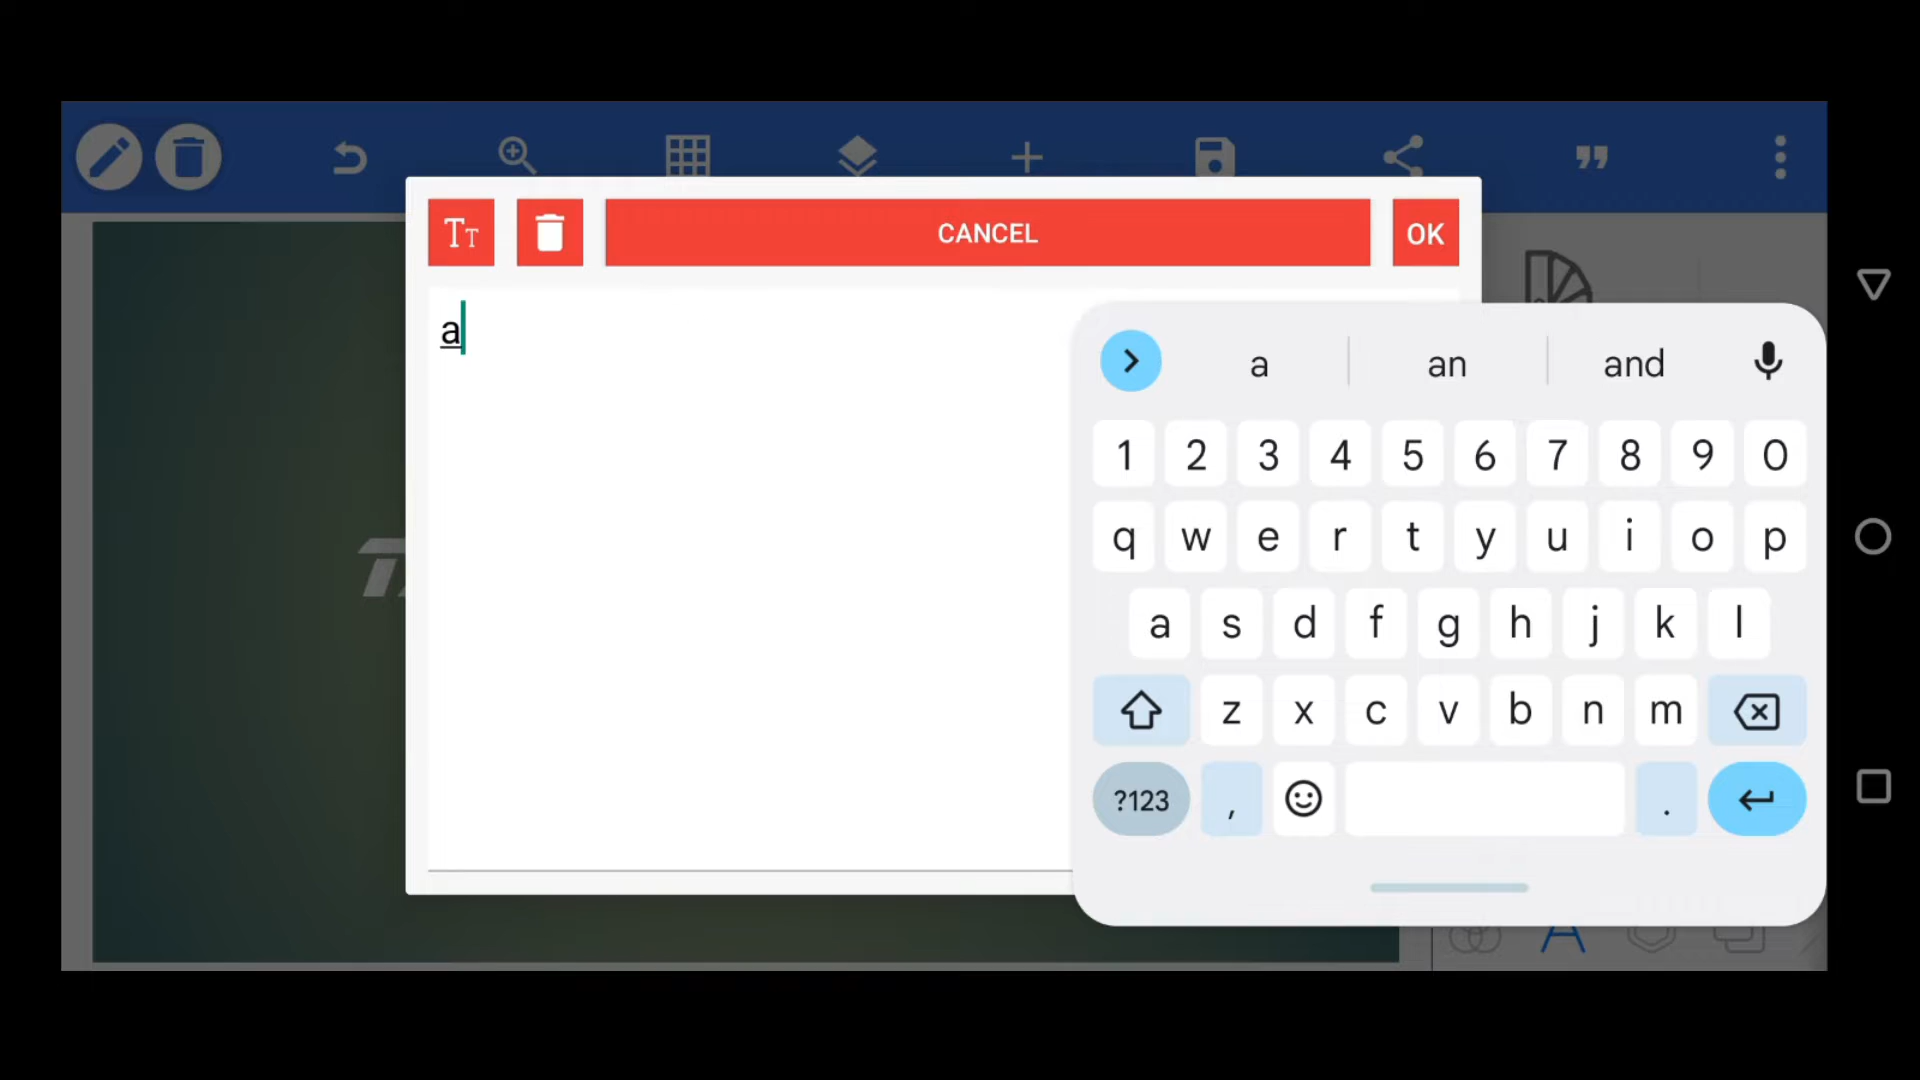 CANCEL
OK
a
a an and
1 2 3 4 5 6 7 8 9 0
q w e r t y u i o p
a s d f g h j k l
z x c v b n m
?123 , .